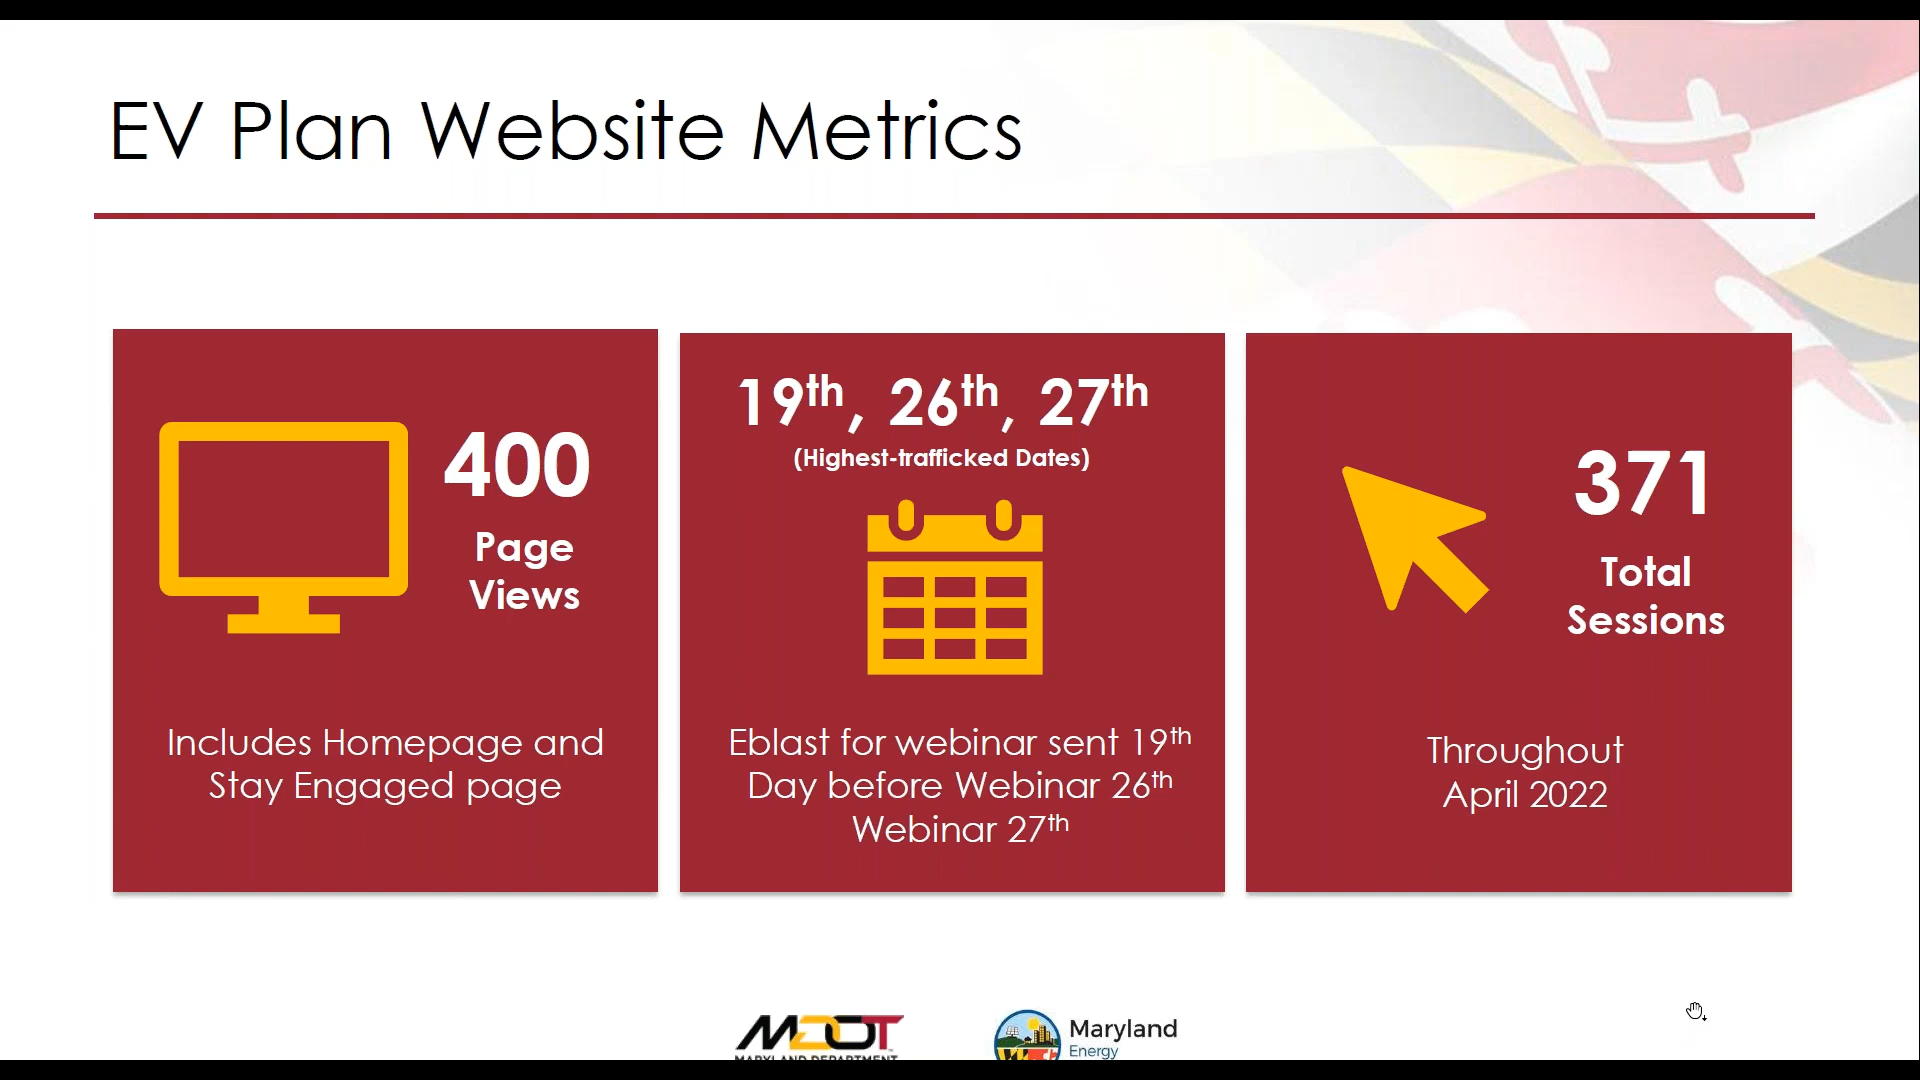 EV Plan Website Metrics
400
Page
Views
Includes Homepage and
Stay Engaged page
19th, 26th, 27th
(Highest-trafficked Dates)
Eblast for webinar sent 19th
Day before Webinar 26th
Webinar 27th
371
Total
Sessions
Throughout
April 2022
MDOT
MARYLAND DEPARTMENT
Maryland
Energy